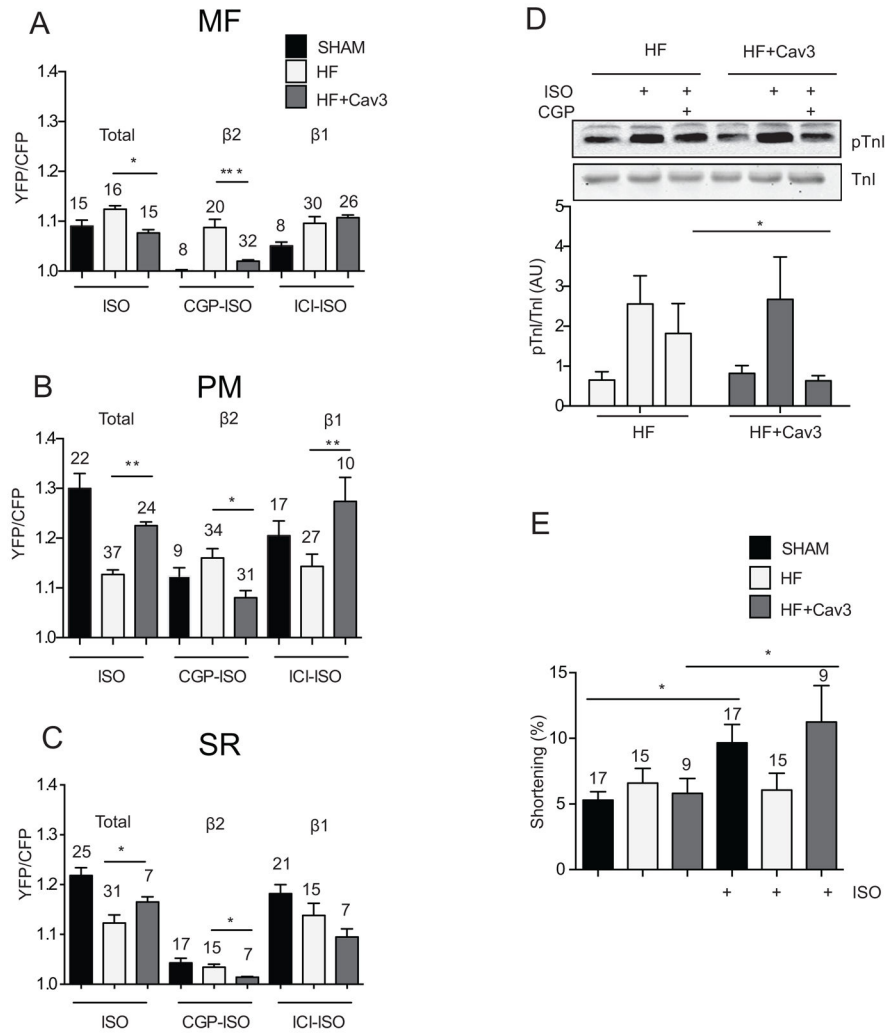 A
MF
SHAM
HF
HF+Cav3
YFP/CFP
1.4
1.3
1.2
1.1
1.0
Total
β2
β1
*
** *
15
16
15
8
20
32
8
30
26
ISO
CGP-ISO
ICI-ISO
B
PM
YFP/CFP
1.4
1.3
1.2
1.1
1.0
Total
β2
β1
**
*
**
22
37
24
9
34
31
17
27
10
ISO
CGP-ISO
ICI-ISO
C
SR
YFP/CFP
1.4
1.3
1.2
1.1
1.0
Total
β2
β1
*
*
25
31
7
17
15
7
21
15
7
ISO
CGP-ISO
ICI-ISO
D
HF
HF+Cav3
ISO + + + +
CGP + +
pTnI
TnI
pTnI/TnI (AU)
5
4
3
2
1
0
*
HF
HF+Cav3
E
SHAM
HF
HF+Cav3
Shortening (%)
15
10
5
0
*
*
17
15
9
17
15
9
+ + + ISO